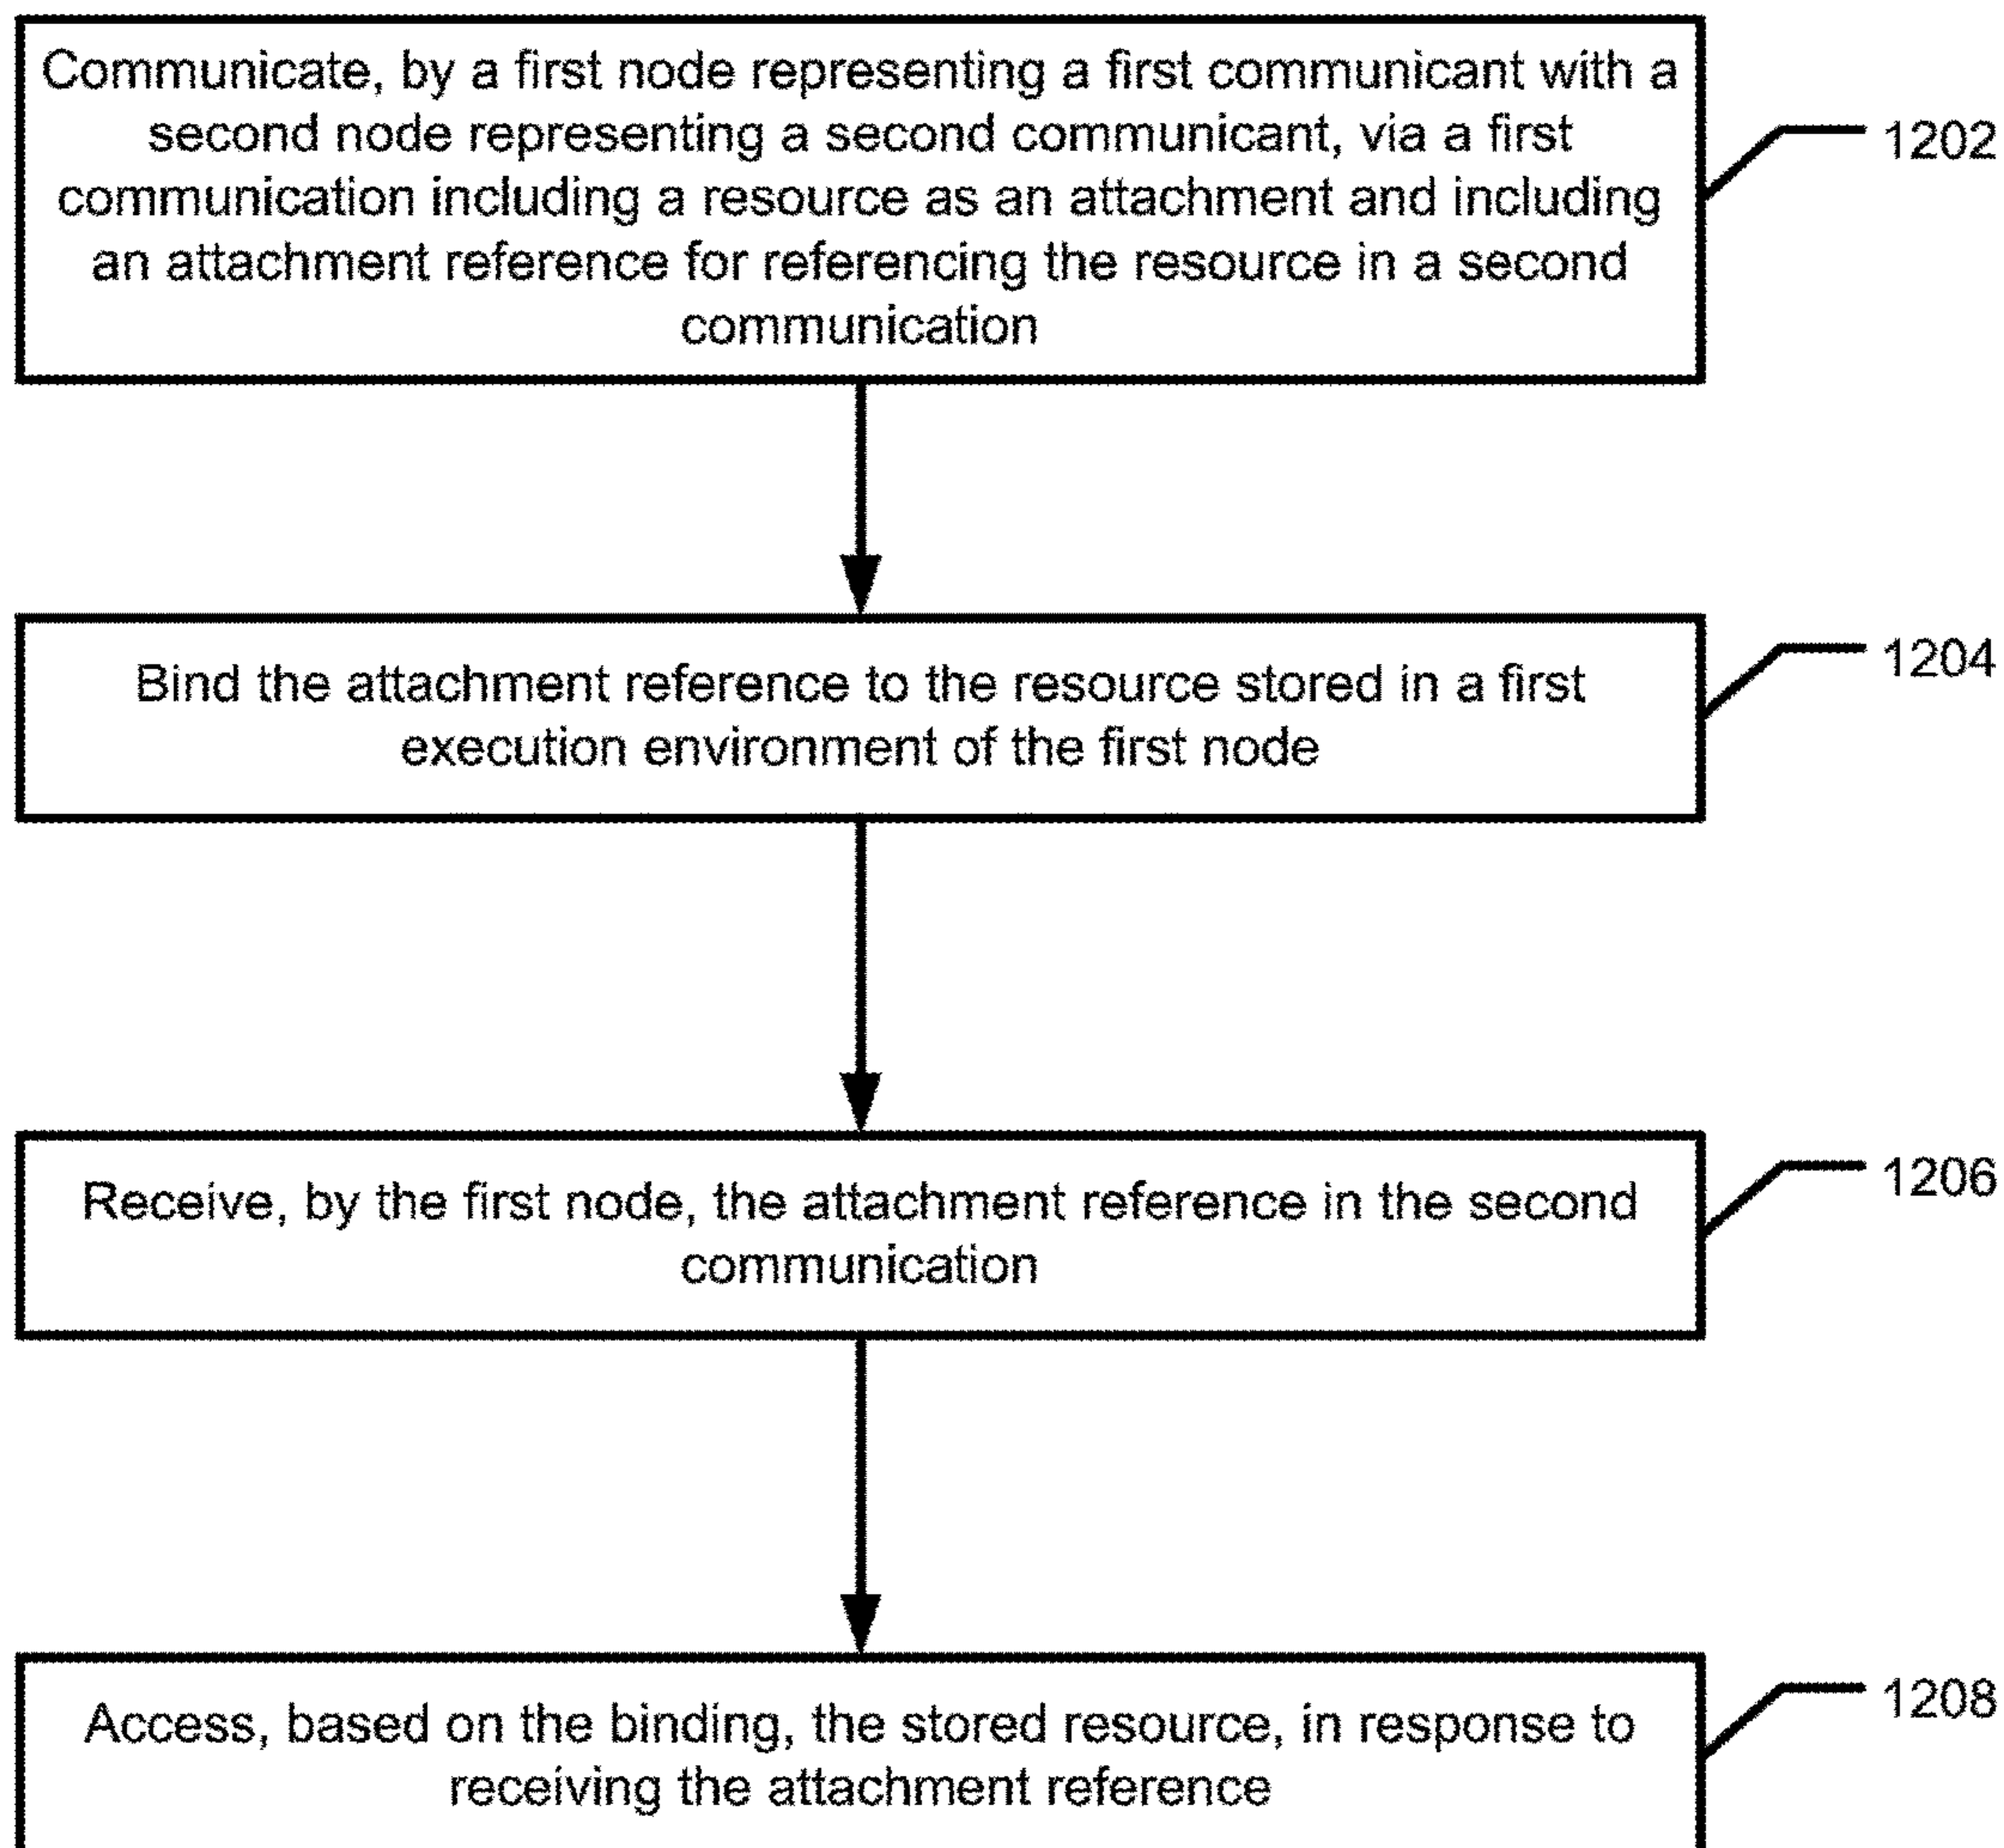 Communicate, by a first node representing a first communicant with a
second node representing a second communicant, via a first
communication including a resource as an attachment and including
an attachment reference for referencing the resource in a second
communication
1202
Bind the attachment reference to the resource stored in a first
execution environment of the first node
1204
Receive, by the first node, the attachment reference in the second
communication
1206
Access, based on the binding, the stored resource, in response to
receiving the attachment reference
1208